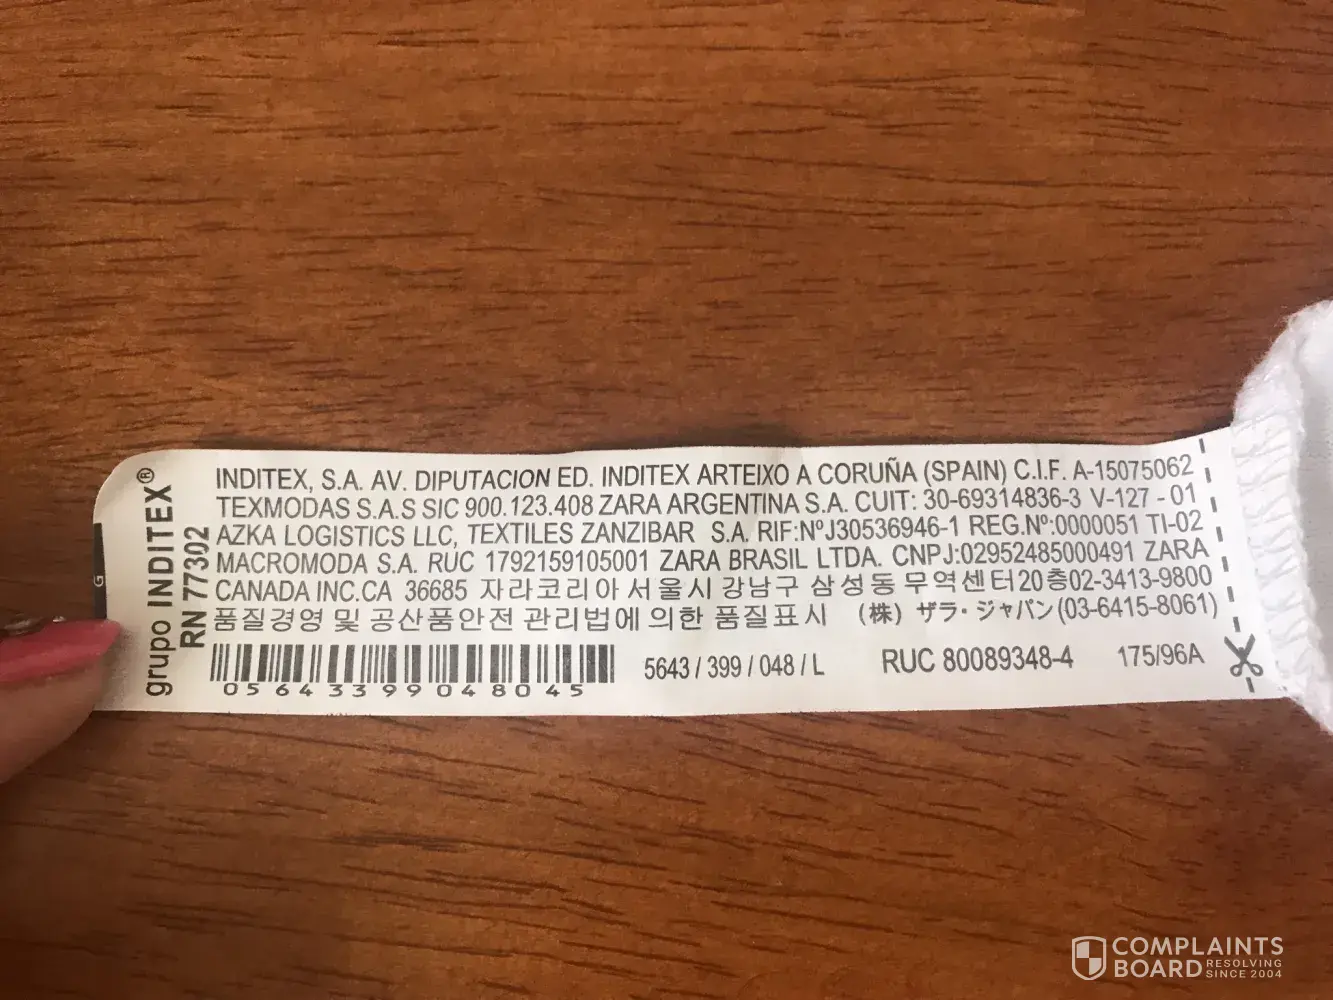 grupo INDITEX®
RN 77302
INDITEX, S.A. AV. DIPUTACION ED. INDITEX ARTEIXO A CORUÑA (SPAIN) C.I.F. A-15075062
TEXMODAS S.A.S SIC 900.123.408 ZARA ARGENTINA S.A. CUIT: 30-69314836-3 V-127 - 01
AZKA LOGISTICS LLC, TEXTILES ZANZIBAR S.A. RIF:NºJ30536946-1 REG.Nº:0000051 TI-02
MACROMODA S.A. RUC 1792159105001 ZARA BRASIL LTDA. CNPJ:02952485000491 ZARA
CANADA INC.CA 36685 자라코리아 서울시 강남구 삼성동 무역센터20층02-3413-9800
품질경영 및 공산품안전 관리법에 의한 품질표시 (株) ザラ・ジャパン(03-6415-8061)
0564339904８045 5643 / 399 / 048 / L RUC 80089348-4 175/96A
G
COMPLAINTS
BOARD RESOLVING
SINCE 2004